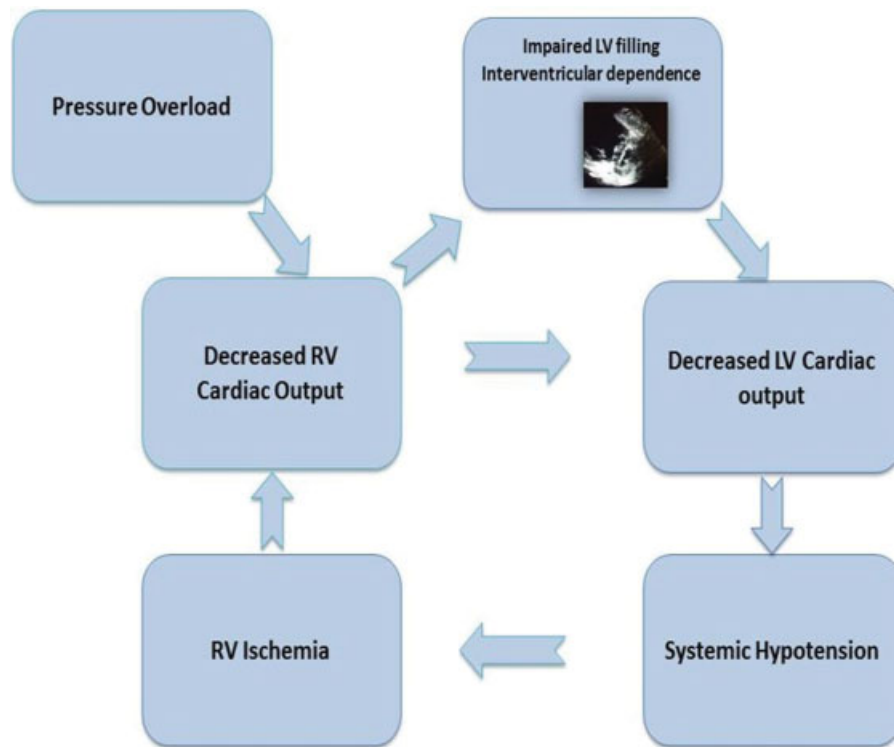 Pressure Overload
Impaired LV filling
Interventricular dependence
Decreased RV
Cardiac Output
Decreased LV Cardiac
output
RV Ischemia
Systemic Hypotension